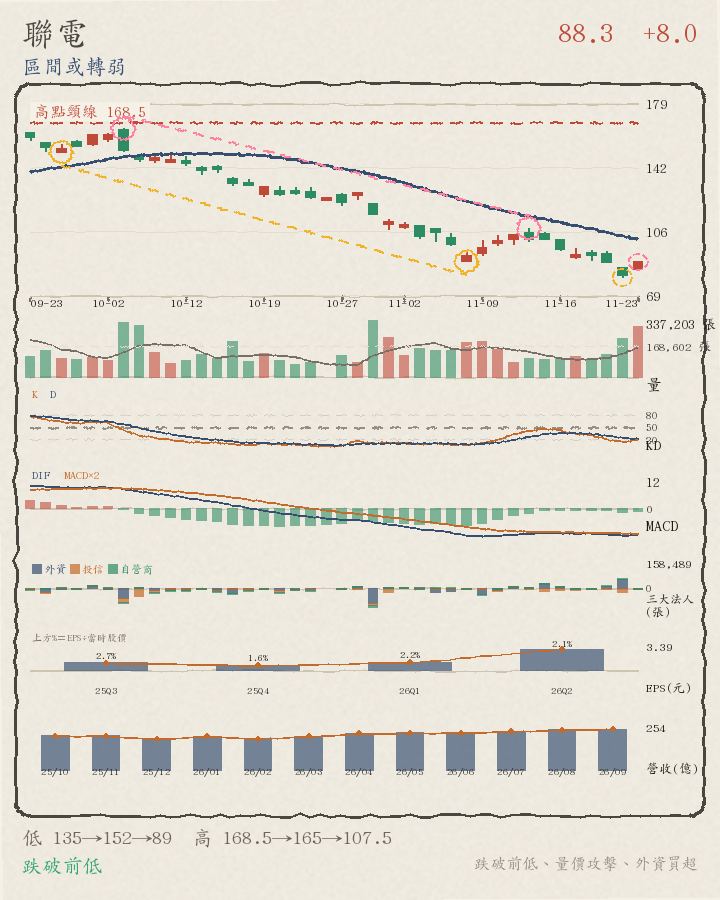 聯電
88.3 +8.0
區間或轉弱
高點頸線 168.5
179
142
106
69
09-23 10-02 10-12 10-19 10-27 11-02 11-09 11-16 11-23
337,203 張
168,602 張
量
K D
80
50
20
KD
DIF MACD×2
12
0
MACD
外資 投信 自營商
158,489
0
三大法人
(張)
上方%=EPS÷當時股價
2.7% 1.6% 2.2% 2.1%
3.39
25Q3 25Q4 26Q1 26Q2
EPS(元)
254
25/10 25/11 25/12 26/01 26/02 26/03 26/04 26/05 26/06 26/07 26/08 26/09
營收(億)
低 135→152→89 高 168.5→165→107.5
跌破前低
跌破前低、量價攻擊、外資買超